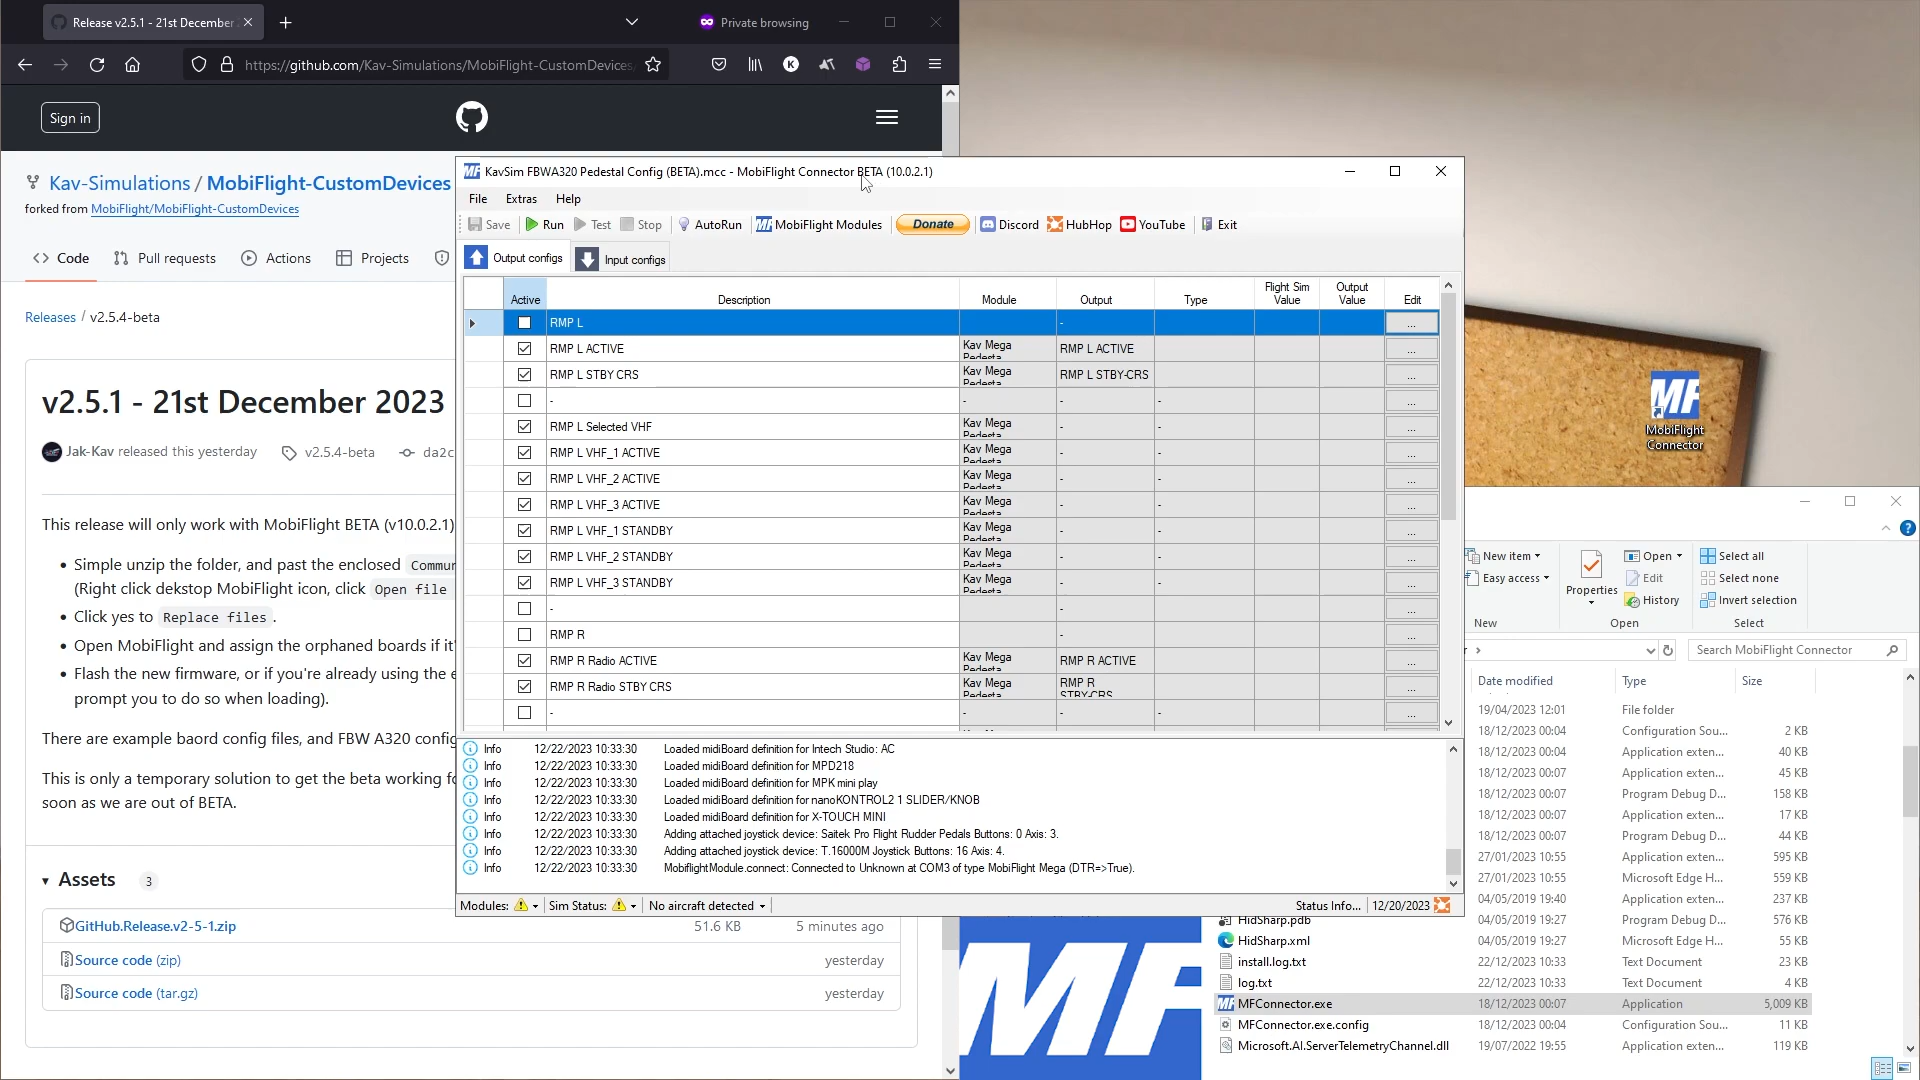 Release v2.5.1 - 21st December
Private browsing
https://github.com/Kav-Simulations/MobiFlight-CustomDevices,
Sign in
Kav-Simulations / MobiFlight-CustomDevices
forked from MobiFlight/MobiFlight-CustomDevices
Code
Pull requests
Actions
Projects
Releases / v2.5.4-beta
v2.5.1 - 21st December 2023
Jak-Kav released this yesterday
v2.5.4-beta
da2c
This release will only work with MobiFlight BETA (v10.0.2.1)
Simple unzip the folder, and past the enclosed Commun
(Right click dekstop MobiFlight icon, click Open file
Click yes to Replace files.
Open MobiFlight and assign the orphaned boards if it'
Flash the new firmware, or if you're already using the e
prompt you to do so when loading).
There are example baord config files, and FBW A320 config
This is only a temporary solution to get the beta working fo
soon as we are out of BETA.
Assets 3
GitHub.Release.v2-5-1.zip 51.6 KB 5 minutes ago
Source code (zip) yesterday
Source code (tar.gz) yesterday
KavSim FBWA320 Pedestal Config (BETA).mcc - MobiFlight Connector BETA (10.0.2.1)
File Extras Help
Save Run Test Stop AutoRun MobiFlight Modules Donate Discord HubHop YouTube Exit
Output configs Input configs
Active Description Module Output Type Flight Sim Value Output Value Edit
RMP L - ...
RMP L ACTIVE Kav Mega Pedesta RMP L ACTIVE ...
RMP L STBY CRS Kav Mega Pedesta RMP L STBY-CRS ...
- - - - ...
RMP L Selected VHF Kav Mega Pedesta - - ...
RMP L VHF_1 ACTIVE Kav Mega Pedesta - - ...
RMP L VHF_2 ACTIVE Kav Mega Pedesta - - ...
RMP L VHF_3 ACTIVE Kav Mega Pedesta - - ...
RMP L VHF_1 STANDBY Kav Mega Pedesta - - ...
RMP L VHF_2 STANDBY Kav Mega Pedesta - - ...
RMP L VHF_3 STANDBY Kav Mega Pedesta - - ...
- - ...
RMP R - ...
RMP R Radio ACTIVE Kav Mega Pedesta RMP R ACTIVE ...
RMP R Radio STBY CRS Kav Mega Pedesta RMP R STBY-CRS ...
- - - - ...
Info 12/22/2023 10:33:30 Loaded midiBoard definition for Intech Studio: AC
Info 12/22/2023 10:33:30 Loaded midiBoard definition for MPD218
Info 12/22/2023 10:33:30 Loaded midiBoard definition for MPK mini play
Info 12/22/2023 10:33:30 Loaded midiBoard definition for nanoKONTROL2 1 SLIDER/KNOB
Info 12/22/2023 10:33:30 Loaded midiBoard definition for X-TOUCH MINI
Info 12/22/2023 10:33:30 Adding attached joystick device: Saitek Pro Flight Rudder Pedals Buttons: 0 Axis: 3.
Info 12/22/2023 10:33:30 Adding attached joystick device: T.16000M Joystick Buttons: 16 Axis: 4.
Info 12/22/2023 10:33:30 MobiflightModule.connect: Connected to Unknown at COM3 of type MobiFlight Mega (DTR=>True).
Modules: Sim Status: No aircraft detected Status Info... 12/20/2023
MF
MobiFlight
Connector
New item
Easy access
New
Properties
Open
Edit
History
Open
Select all
Select none
Invert selection
Select
Search MobiFlight Connector
Date modified Type Size
19/04/2023 12:01 File folder
18/12/2023 00:04 Configuration Sou... 2 KB
18/12/2023 00:04 Application exten... 40 KB
18/12/2023 00:07 Application exten... 45 KB
18/12/2023 00:07 Program Debug D... 158 KB
18/12/2023 00:07 Application exten... 17 KB
18/12/2023 00:07 Program Debug D... 44 KB
27/01/2023 10:55 Application exten... 595 KB
27/01/2023 10:55 Microsoft Edge H... 559 KB
04/05/2019 19:40 Application exten... 237 KB
HidSharp.pdb 04/05/2019 19:27 Program Debug D... 576 KB
HidSharp.xml 04/05/2019 19:27 Microsoft Edge H... 55 KB
install.log.txt 22/12/2023 10:33 Text Document 23 KB
log.txt 22/12/2023 10:33 Text Document 4 KB
MFConnector.exe 18/12/2023 00:07 Application 5,009 KB
MFConnector.exe.config 18/12/2023 00:04 Configuration Sou... 11 KB
Microsoft.AI.ServerTelemetryChannel.dll 19/07/2022 19:55 Application exten... 119 KB
MF